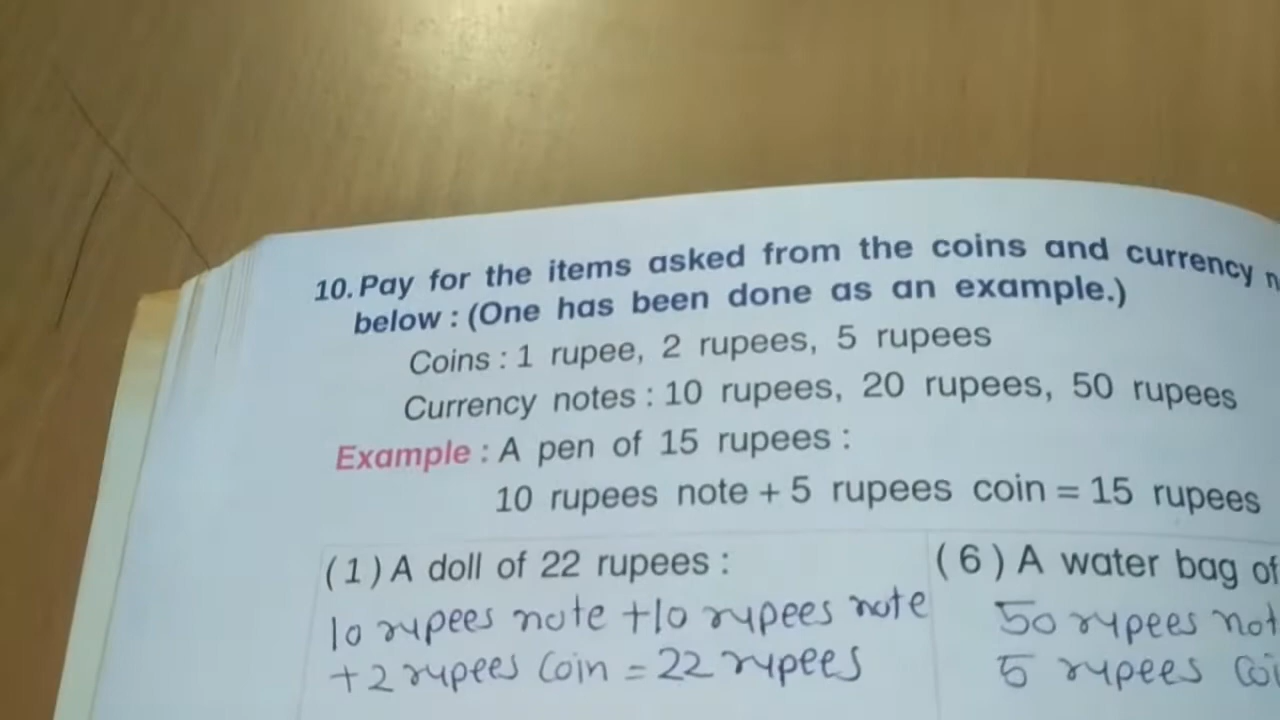 10. Pay for the items asked from the coins and currency
below : (One has been done as an example.)
Coins : 1 rupee, 2 rupees, 5 rupees
Currency notes : 10 rupees, 20 rupees, 50 rupees
Example : A pen of 15 rupees :
10 rupees note + 5 rupees coin = 15 rupees
(1) A doll of 22 rupees :
10 rupees note +10 rupees note
+2 rupees Coin = 22 rupees
(6) A water bag of
50 rupees
5 rupees